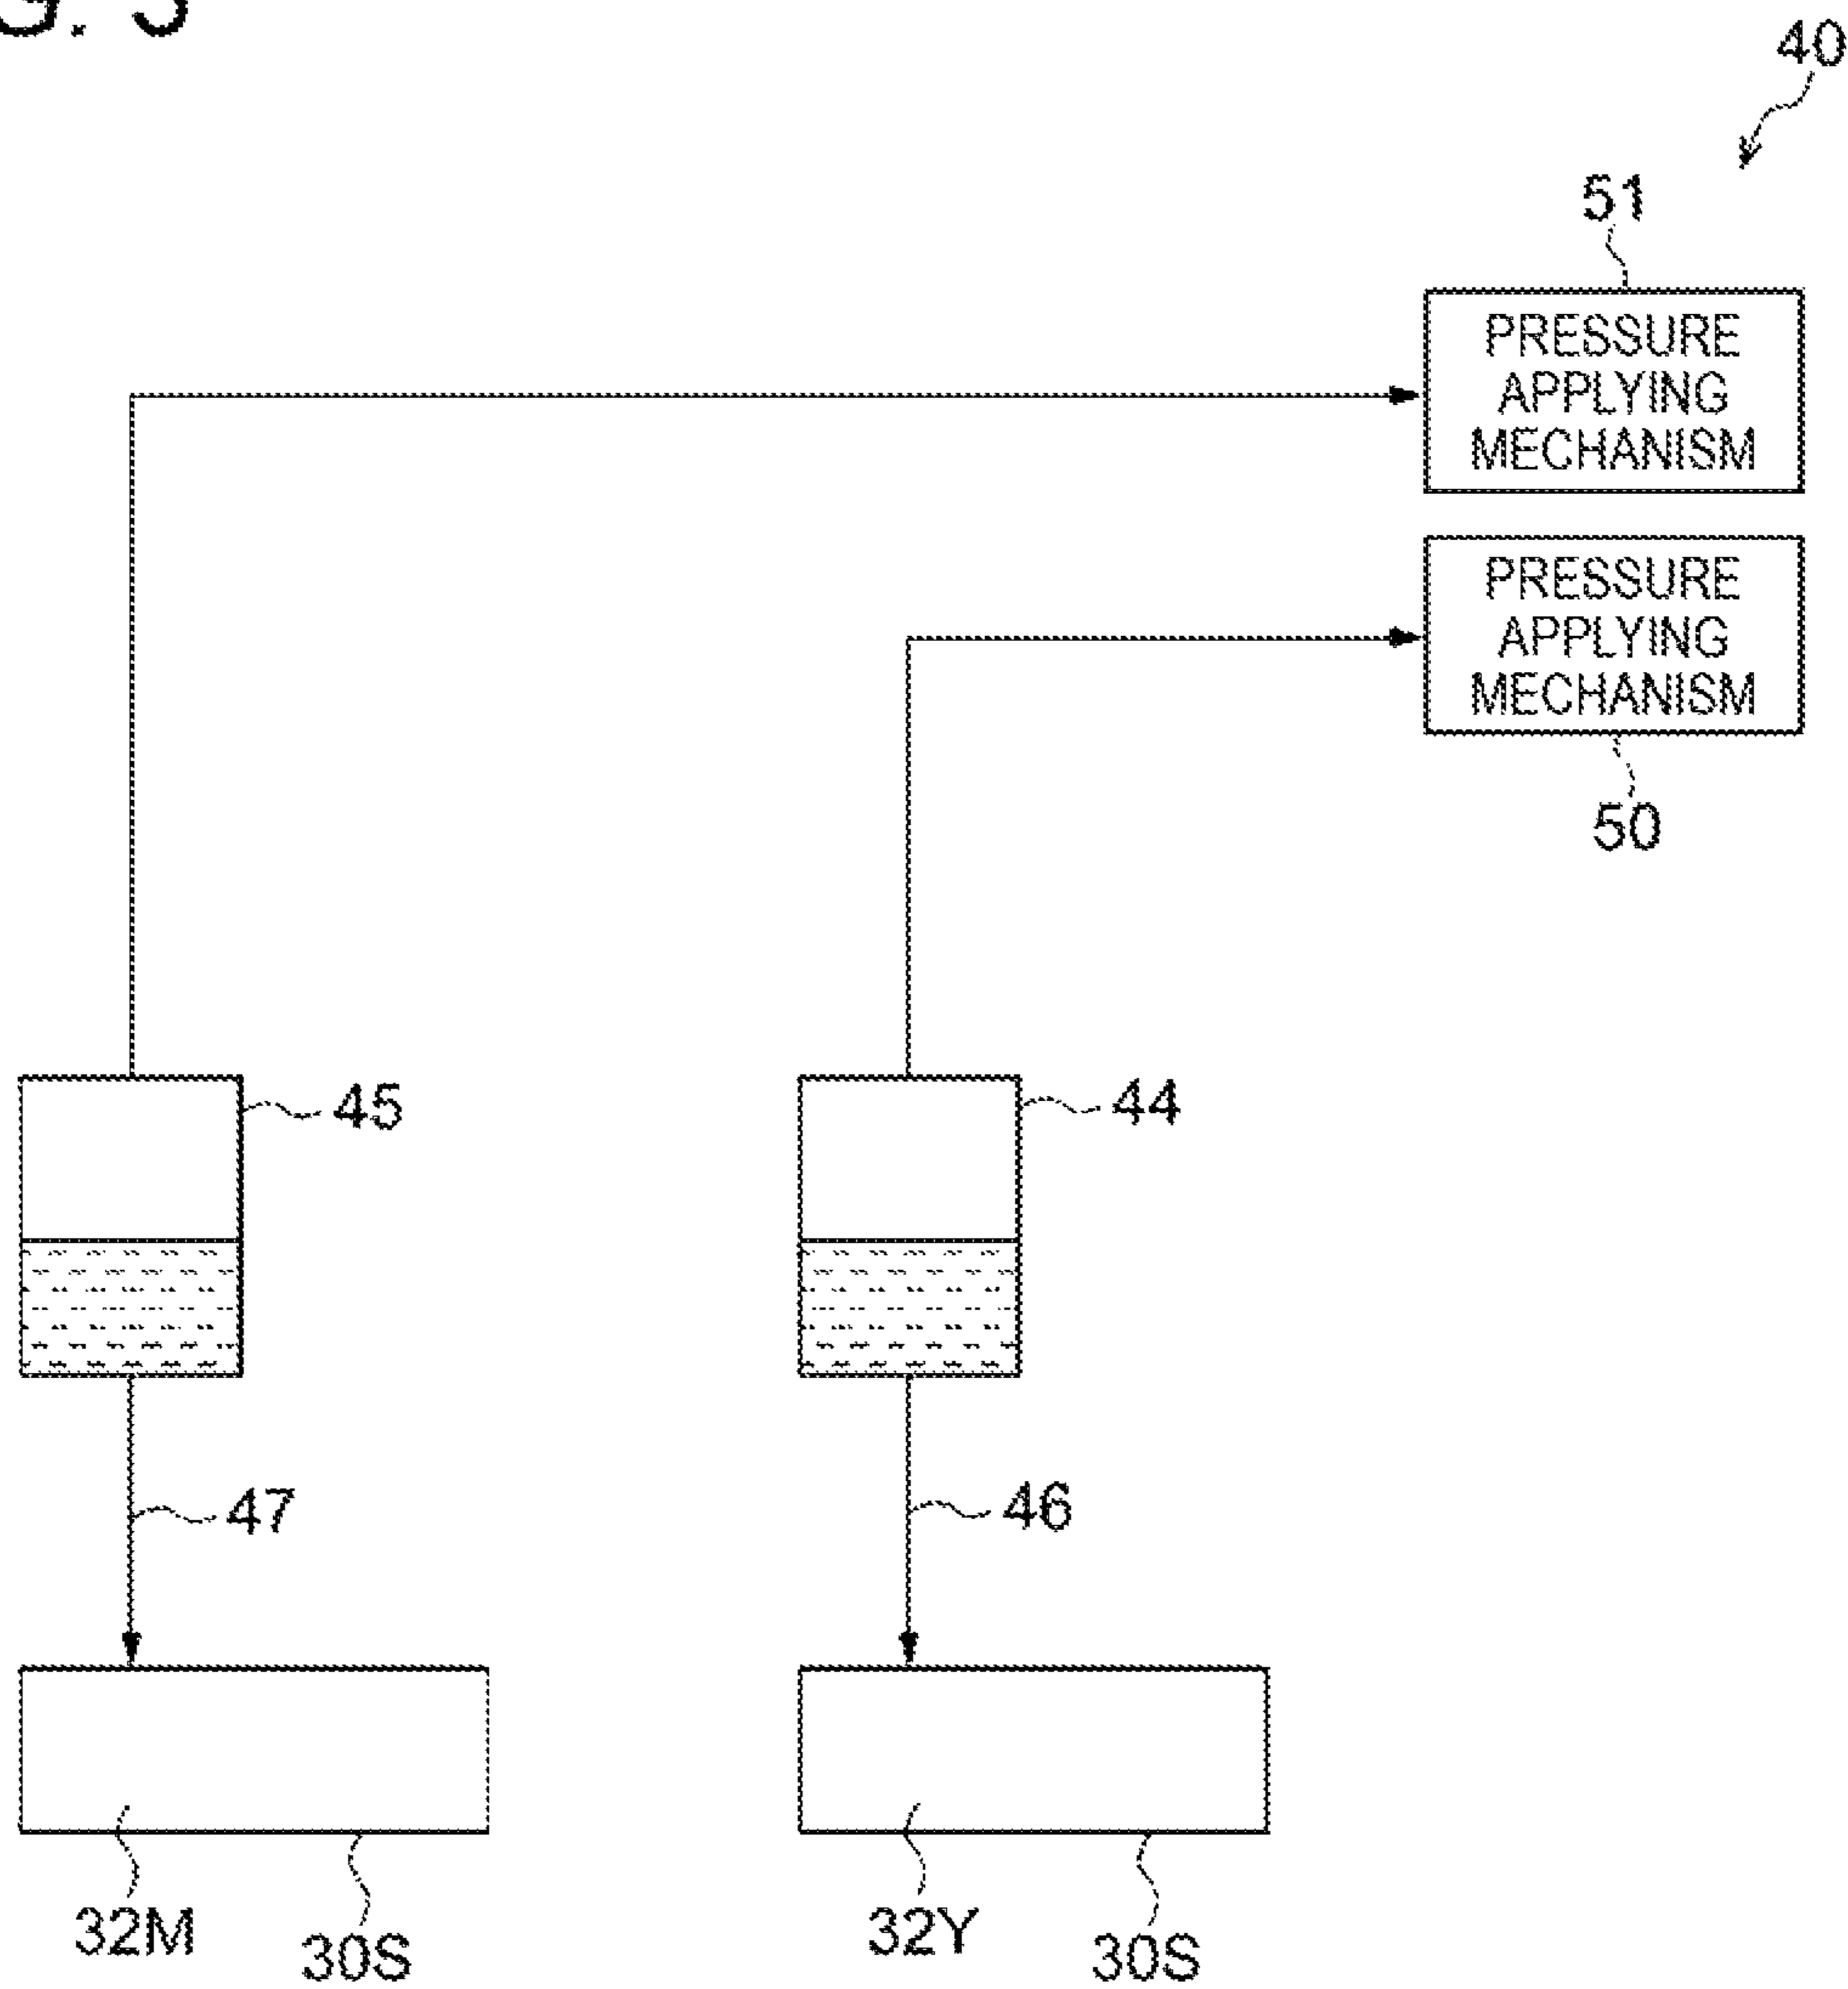 40
51
PRESSURE
APPLYING
MECHANISM
PRESSURE
APPLYING
MECHANISM
50
45
44
47
46
32M
30S
32Y
30S